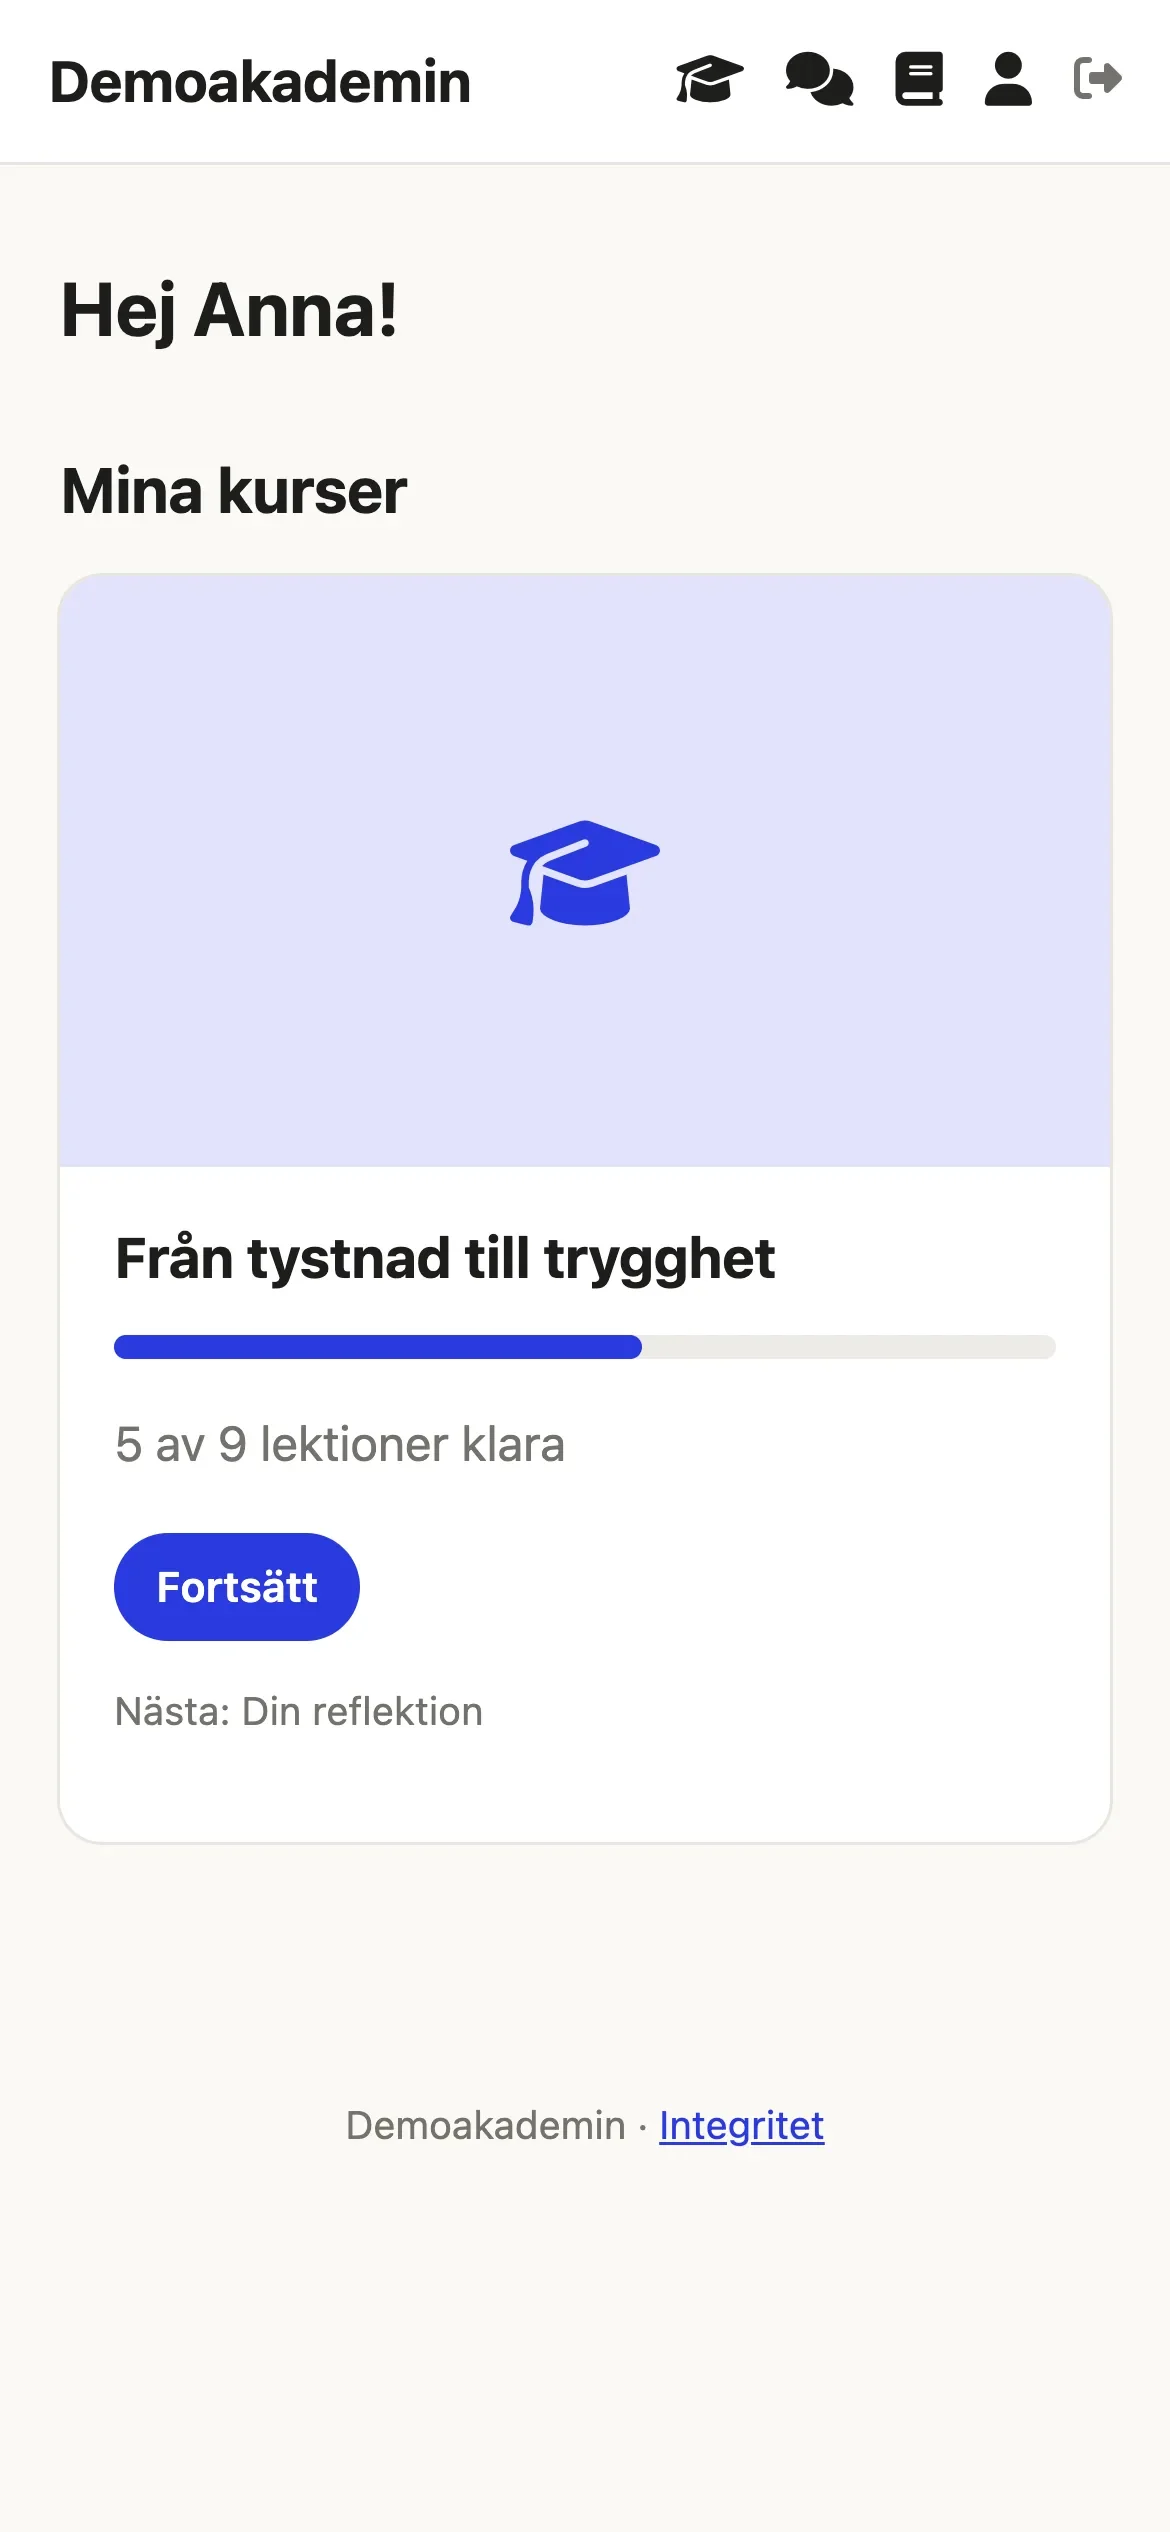 Demoakademin
Hej Anna!
Mina kurser
Från tystnad till trygghet
5 av 9 lektioner klara
Fortsätt
Nästa: Din reflektion
Demoakademin · Integritet